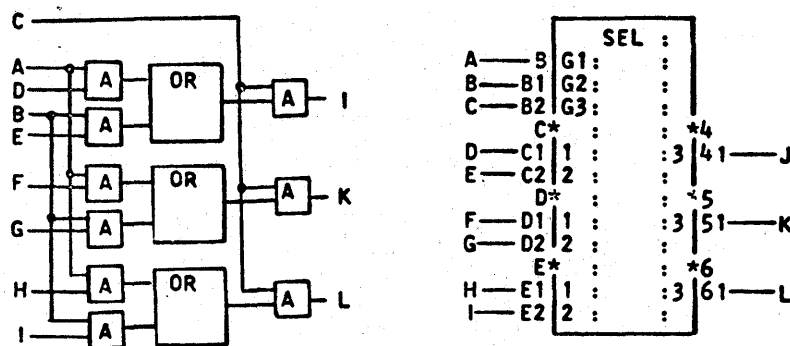 C
A
D A OR
A I
B
E A
F A OR
A K
G A
A OR
H
A L
A
I
SEL :
A B G1: :
B B1 G2: :
C B2 G3: :
C* : : *4
D C1 1 : : 3 41 J
E C2 2 : :
D* : : *5
F D1 1 : : 3 51 K
G D2 2 : :
E* : : *6
H E1 1 : : 3 61 L
I E2 2 : :